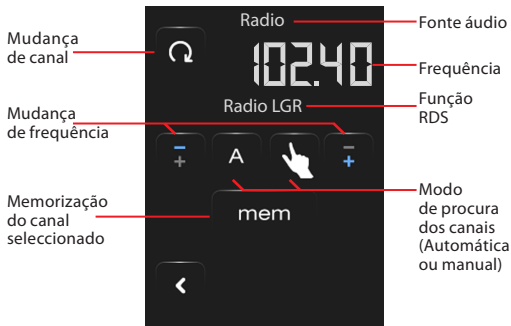 Radio
Fonte áudio
Mudança
de canal
102.40
Frequência
Radio LGR
Função
RDS
Mudança
de frequência
–
+
A
–
+
Memorização
do canal
seleccionado
mem
Modo
de procura
dos canais
(Automática
ou manual)